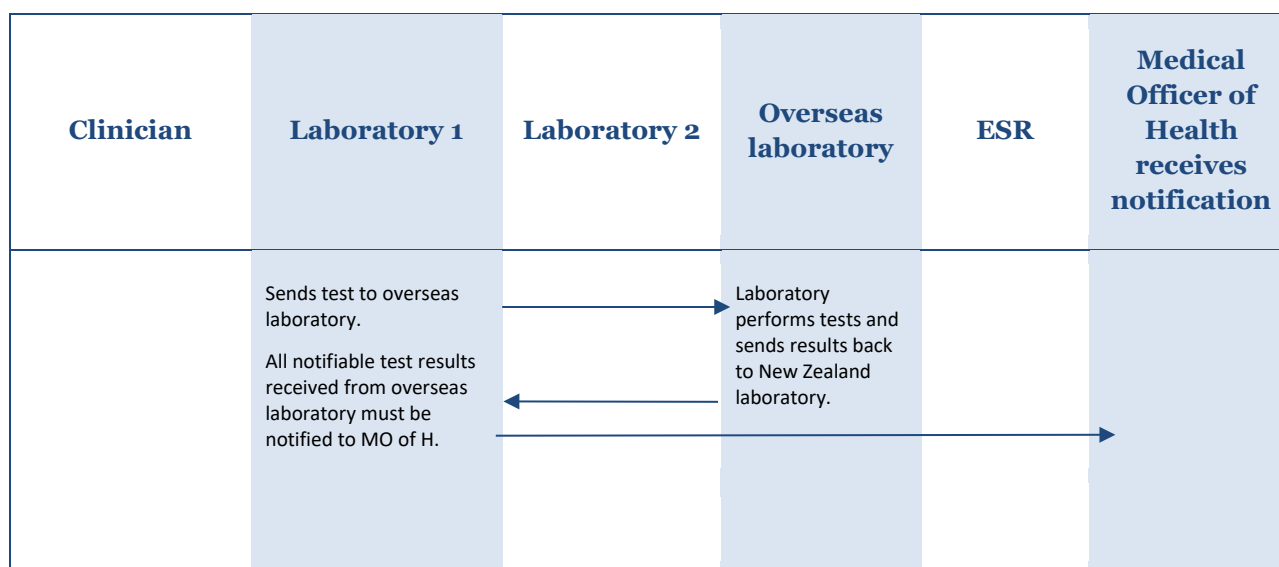 Clinician
Laboratory 1
Laboratory 2
Overseas
laboratory
ESR
Medical
Officer of
Health
receives
notification
Sends test to overseas
laboratory.
All notifiable test results
received from overseas
laboratory must be
notified to MO of H.
Laboratory
performs tests and
sends results back
to New Zealand
laboratory.